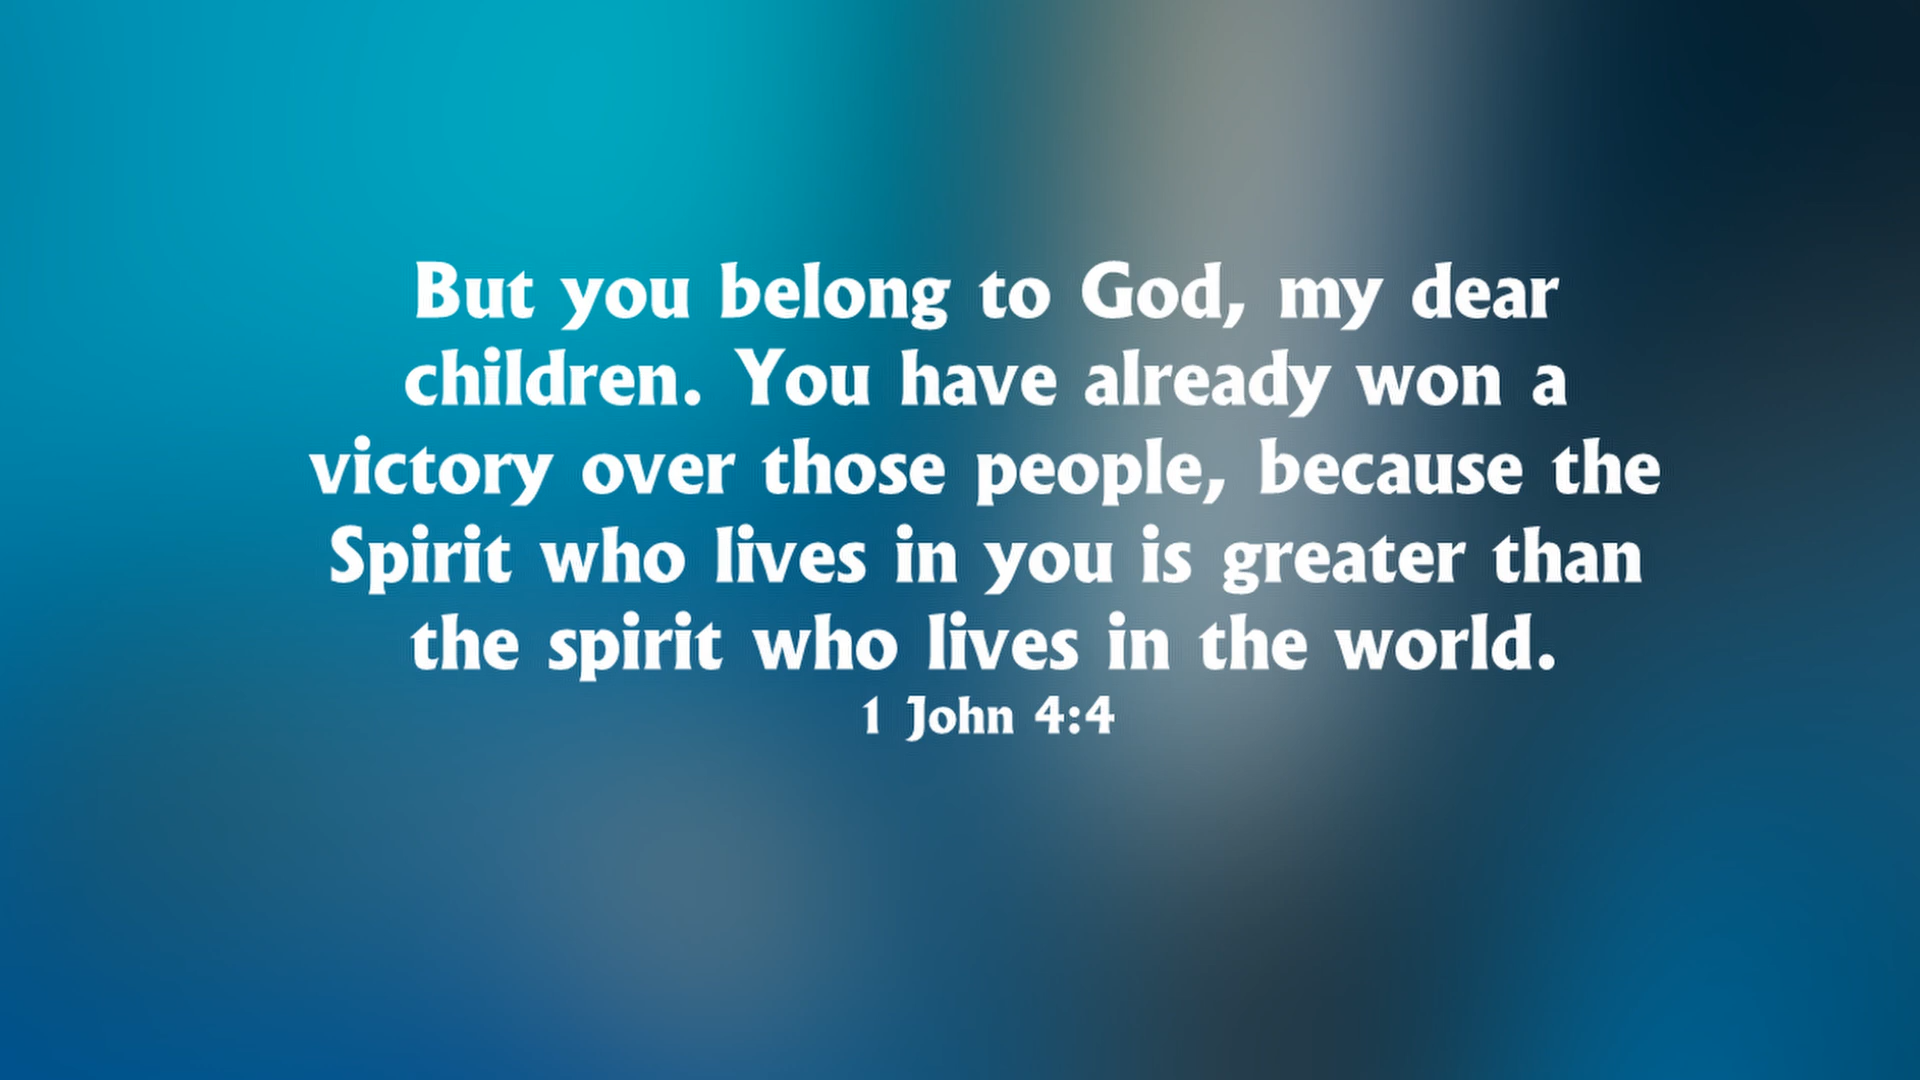 But you belong to God, my dear
children. You have already won a
victory over those people, because the
Spirit who lives in you is greater than
the spirit who lives in the world.
1 John 4:4